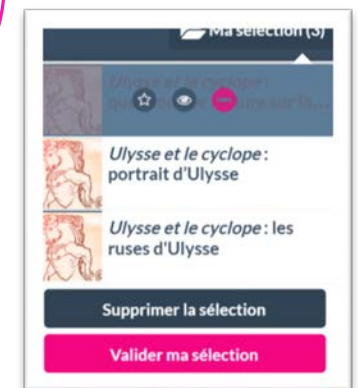 Ma sélection (3)
Ulysse et le cyclope :
Ulysse et le cyclope :
portrait d'Ulysse
Ulysse et le cyclope : les
ruses d'Ulysse
Supprimer la sélection
Valider ma sélection